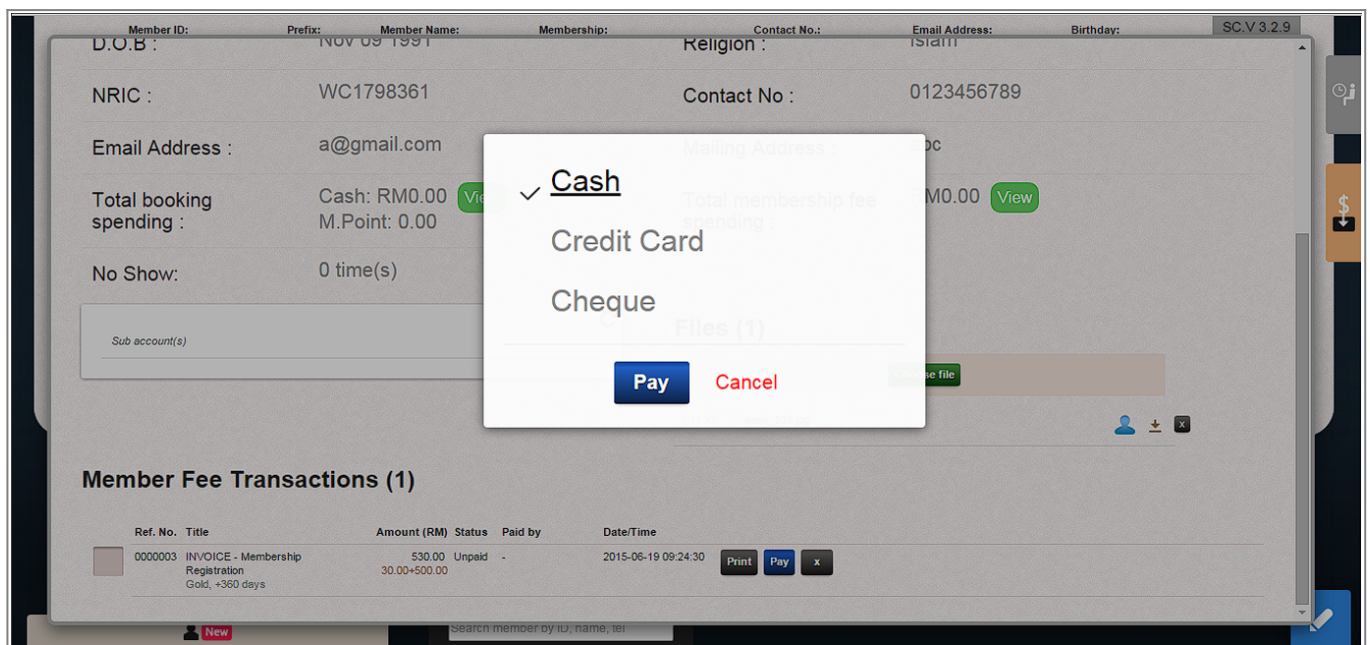 Member ID: Prefix: Member Name: Membership: Contact No.: Email Address: Birthday: SC.V 3.2.9
D.O.B : Nov 09 1991 Religion : Islam
NRIC : WC1798361 Contact No : 0123456789
Email Address : a@gmail.com Mailing Address : abc
Total booking spending : Cash: RM0.00 View Total membership fee spending : RM0.00 View
M.Point: 0.00
No Show: 0 time(s)
Cash
Credit Card
Cheque
Pay Cancel
Sub account(s)
Files (1)
se file
x
Member Fee Transactions (1)
Ref. No. Title Amount (RM) Status Paid by Date/Time
0000003 INVOICE - Membership 530.00 Unpaid - 2015-06-19 09:24:30 Print Pay x
Registration 30.00+500.00
Gold, +360 days
New Search member by ID, name, tel